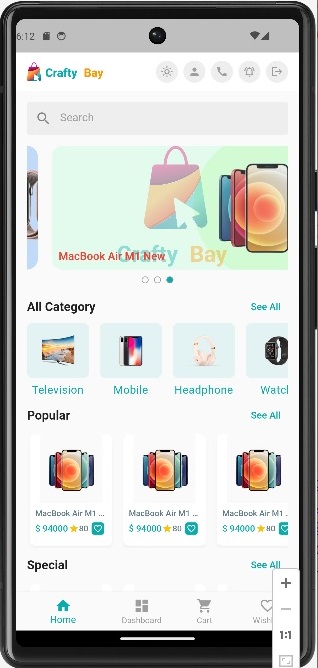 6:12
Crafty Bay
Search
Crafty Bay
MacBook Air M1 New
All Category
See All
Television
Mobile
Headphone
Watch
Popular
See All
MacBook Air M1 ...
$ 94000
80
MacBook Air M1 ...
$ 94000
80
MacBook Air M1 ...
$ 94000
80
Special
See All
Home
Dashboard
Cart
Wishl
1:1